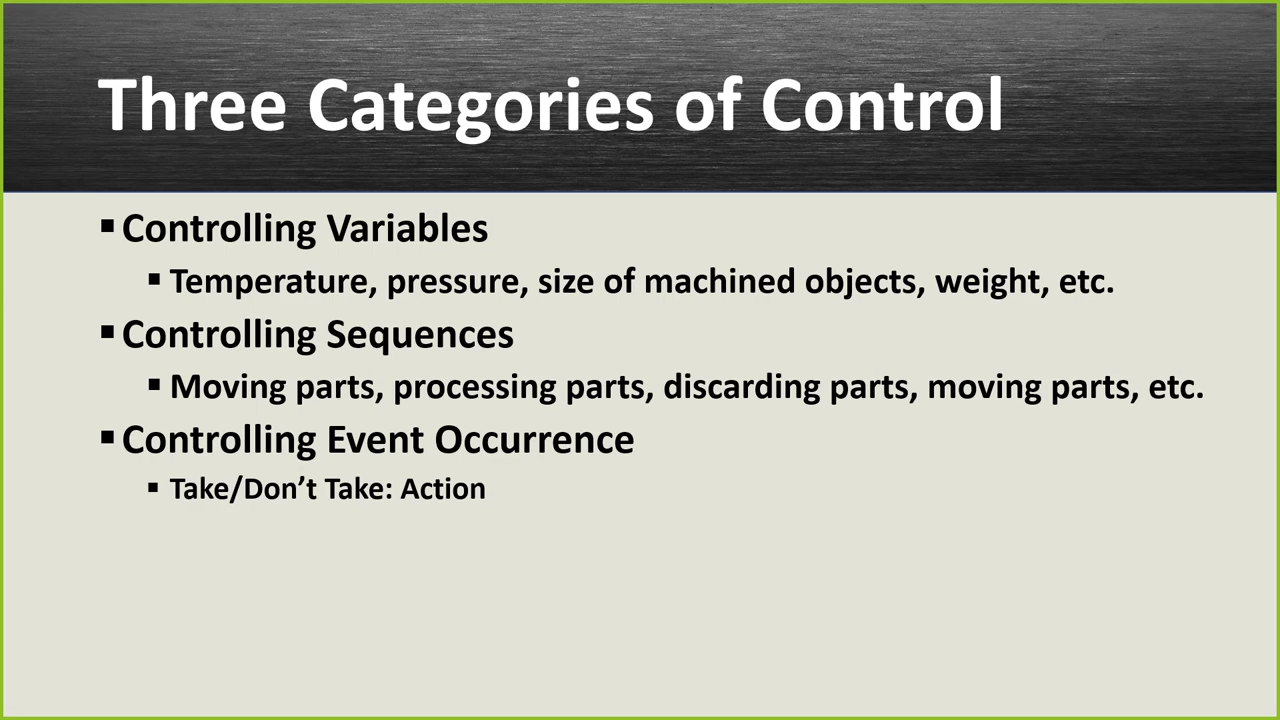 Three Categories of Control
▪ Controlling Variables
▪ Temperature, pressure, size of machined objects, weight, etc.
▪ Controlling Sequences
▪ Moving parts, processing parts, discarding parts, moving parts, etc.
▪ Controlling Event Occurrence
▪ Take/Don’t Take: Action